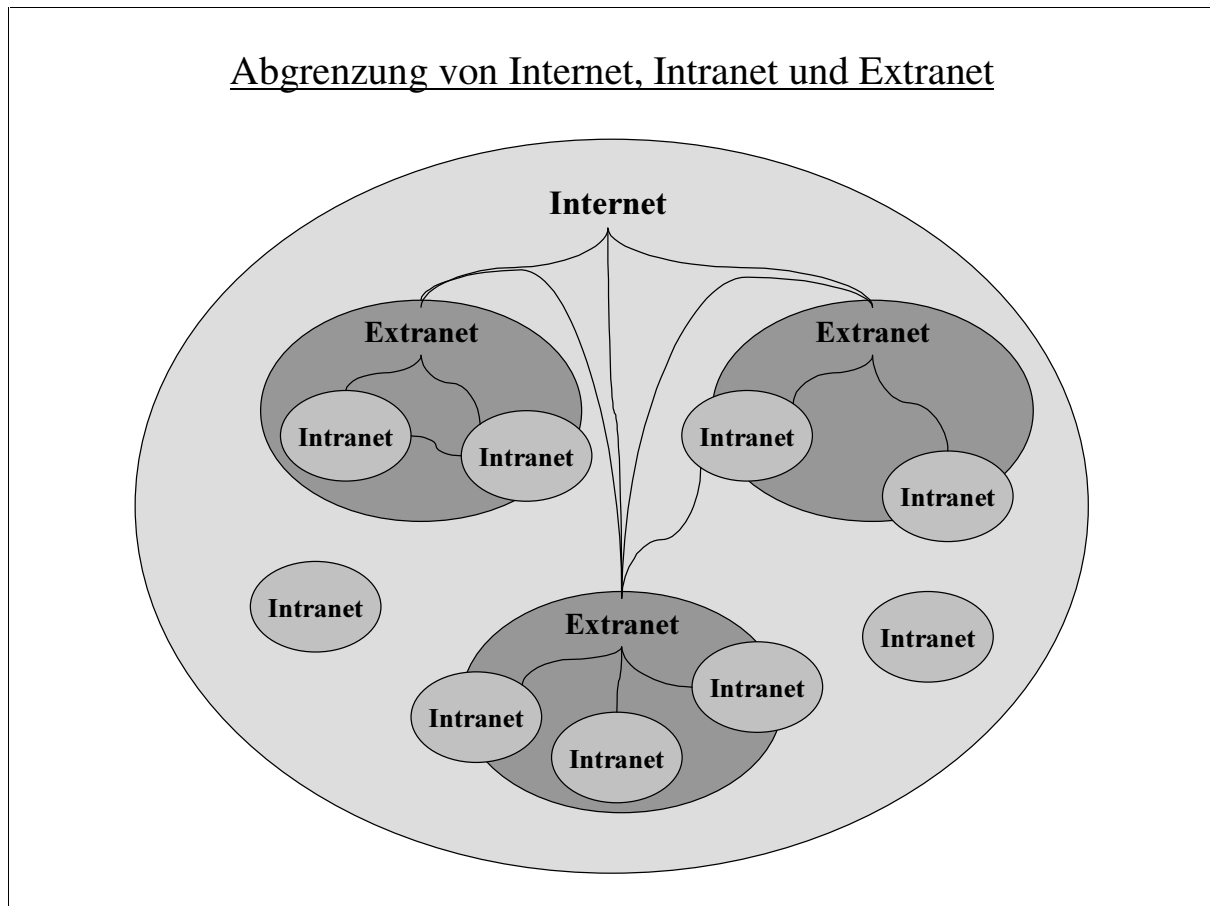 Abgrenzung von Internet, Intranet und Extranet
Internet
Extranet
Extranet
Intranet
Intranet
Intranet
Intranet
Intranet
Intranet
Extranet
Intranet
Intranet
Intranet